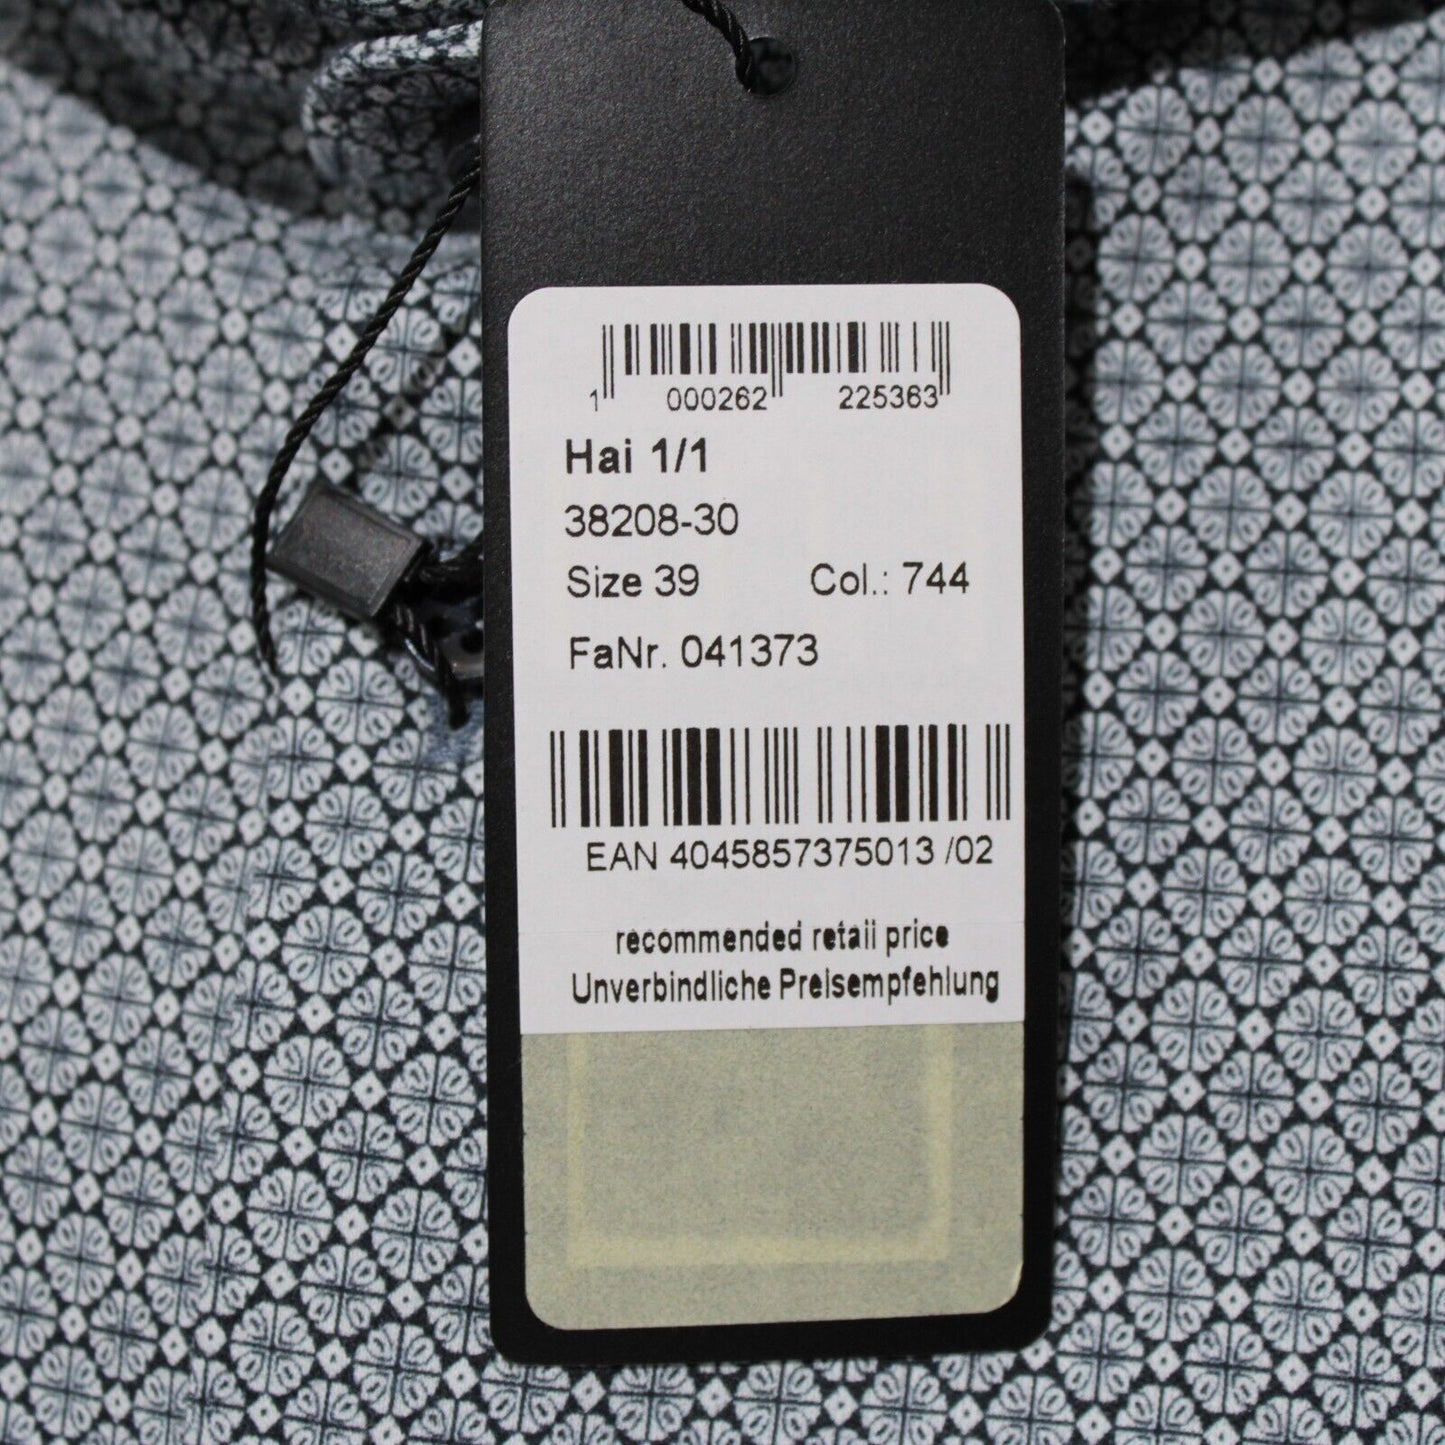 1 000262 225363
Hai 1/1
38208-30
Size 39 Col.: 744
FaNr. 041373
EAN 4045857375013 /02
recommended retail price
Unverbindliche Preisempfehlung